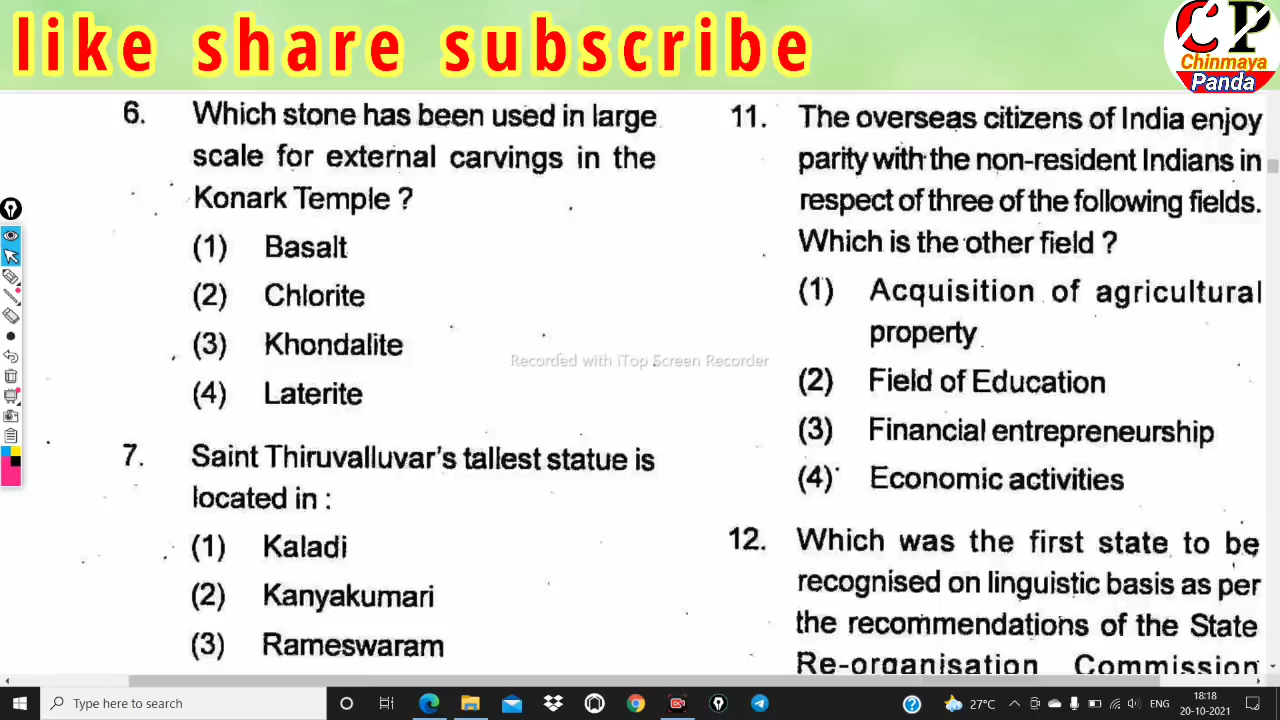 like share subscribe
CP
Chinmaya
Panda
6. Which stone has been used in large
scale for external carvings in the
Konark Temple ?
(1) Basalt
(2) Chlorite
(3) Khondalite
(4) Laterite
7. Saint Thiruvalluvar's tallest statue is
located in :
(1) Kaladi
(2) Kanyakumari
(3) Rameswaram
11. The overseas citizens of India enjoy
parity with the non-resident Indians in
respect of three of the following fields.
Which is the other field ?
(1) Acquisition of agricultural
property
(2) Field of Education
(3) Financial entrepreneurship
(4) Economic activities
12. Which was the first state to be
recognised on linguistic basis as per
the recommendations of the State
Re-organisation Commission
Recorded with iTop Screen Recorder
Type here to search
27°C
ENG
18:18
20-10-2021